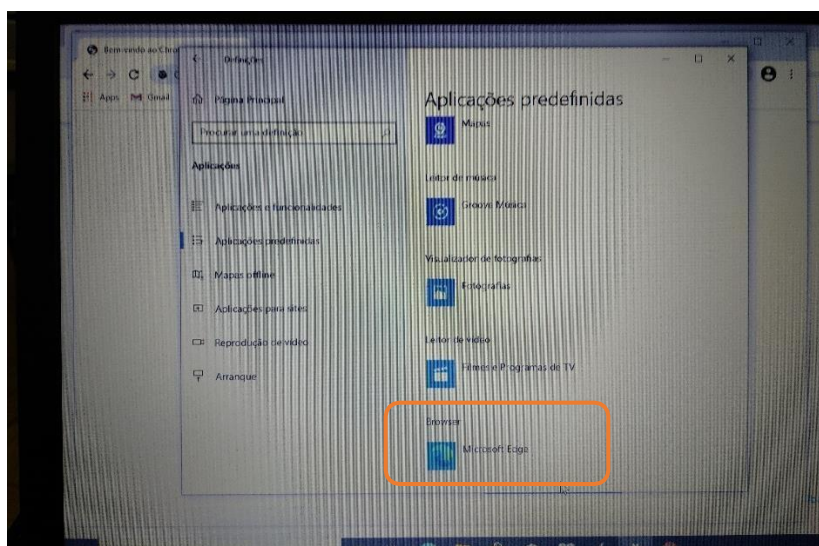 Bem-vindo ao Chro
Definições
Apps
Gmail
Página Principal
Procurar uma definição
Aplicações
Aplicações e funcionalidades
Aplicações predefinidas
Mapas offline
Aplicações para sites
Reprodução de vídeo
Arranque
Aplicações predefinidas
Mapas
Leitor de música
Groove Música
Visualizador de fotografias
Fotografias
Leitor de vídeo
Filmes e Programas de TV
Browser
Microsoft Edge